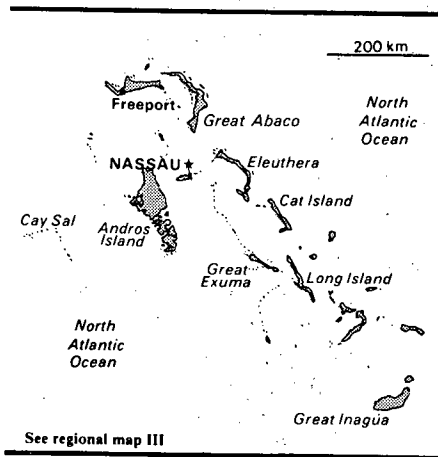 200 km
Freeport
Great Abaco
North
Atlantic
Ocean
NASSAU
Eleuthera
Cat Island
Cay Sal
Andros
Island
Great
Exuma
Long Island
North
Atlantic
Ocean
Great Inagua
See regional map III